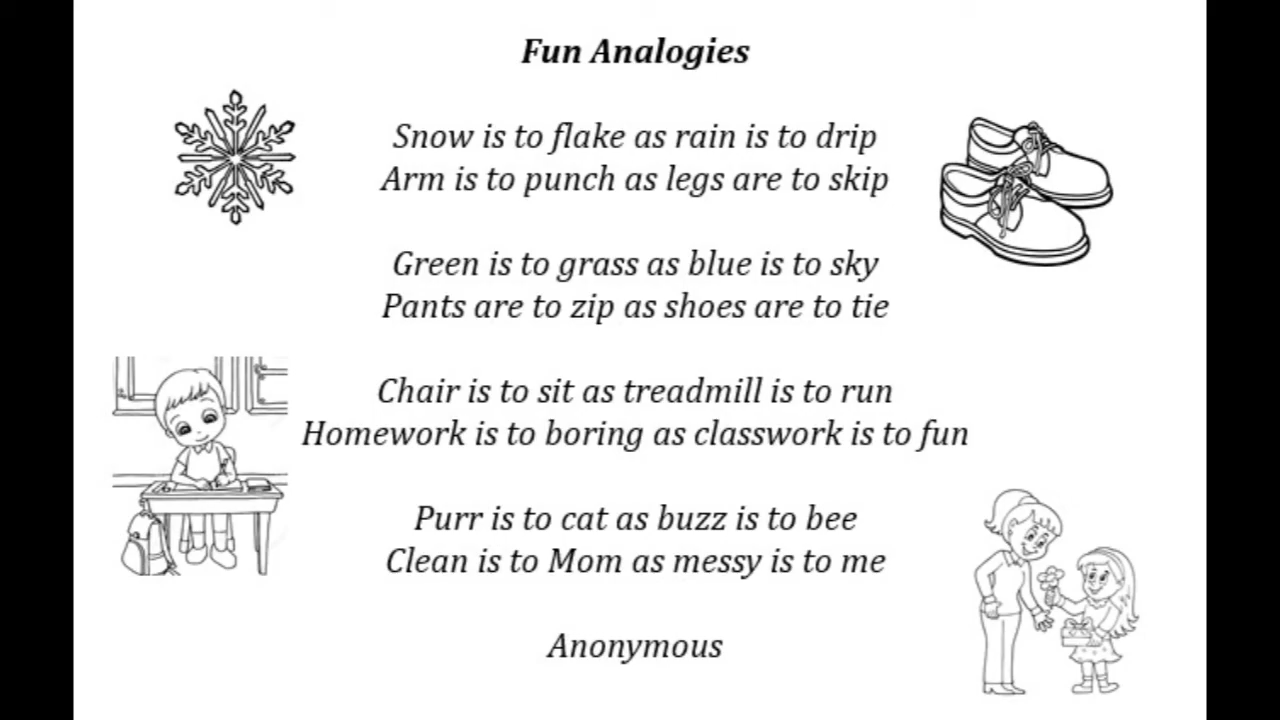 Fun Analogies
Snow is to flake as rain is to drip
Arm is to punch as legs are to skip
Green is to grass as blue is to sky
Pants are to zip as shoes are to tie
Chair is to sit as treadmill is to run
Homework is to boring as classwork is to fun
Purr is to cat as buzz is to bee
Clean is to Mom as messy is to me
Anonymous